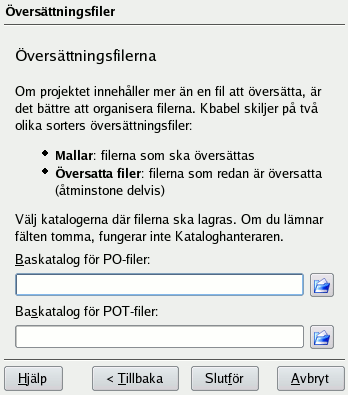 Översättningsfiler
Översättningsfilerna
Om projektet innehåller mer än en fil att översätta, är
det bättre att organisera filerna. Kbabel skiljer på två
olika sorters översättningsfiler:
Mallar: filerna som ska översättas
Översatta filer: filerna som redan är översatta
(åtminstone delvis)
Välj katalogerna där filerna ska lagras. Om du lämnar
fälten tomma, fungerar inte Kataloghanteraren.
Baskatalog för PO-filer:
Baskatalog för POT-filer:
Hjälp
< Tillbaka
Slutför
Avbryt